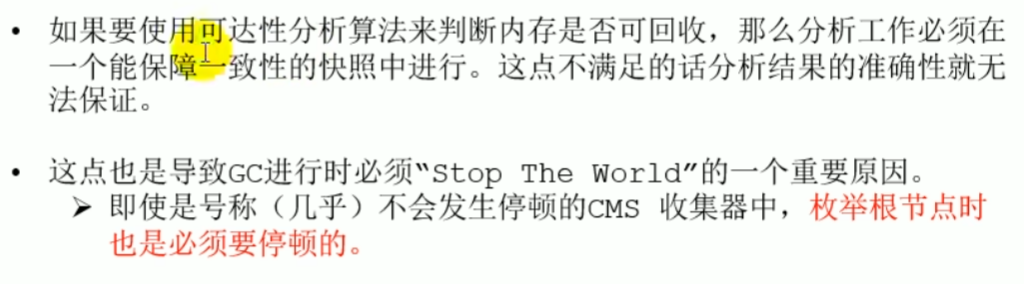 • 如果要使用可达性分析算法来判断内存是否可回收，那么分析工作必须在
一个能保障一致性的快照中进行。这点不满足的话分析结果的准确性就无
法保证。
• 这点也是导致GC进行时必须“Stop The World”的一个重要原因。
➢ 即使是号称（几乎）不会发生停顿的CMS 收集器中，枚举根节点时
也是必须要停顿的。